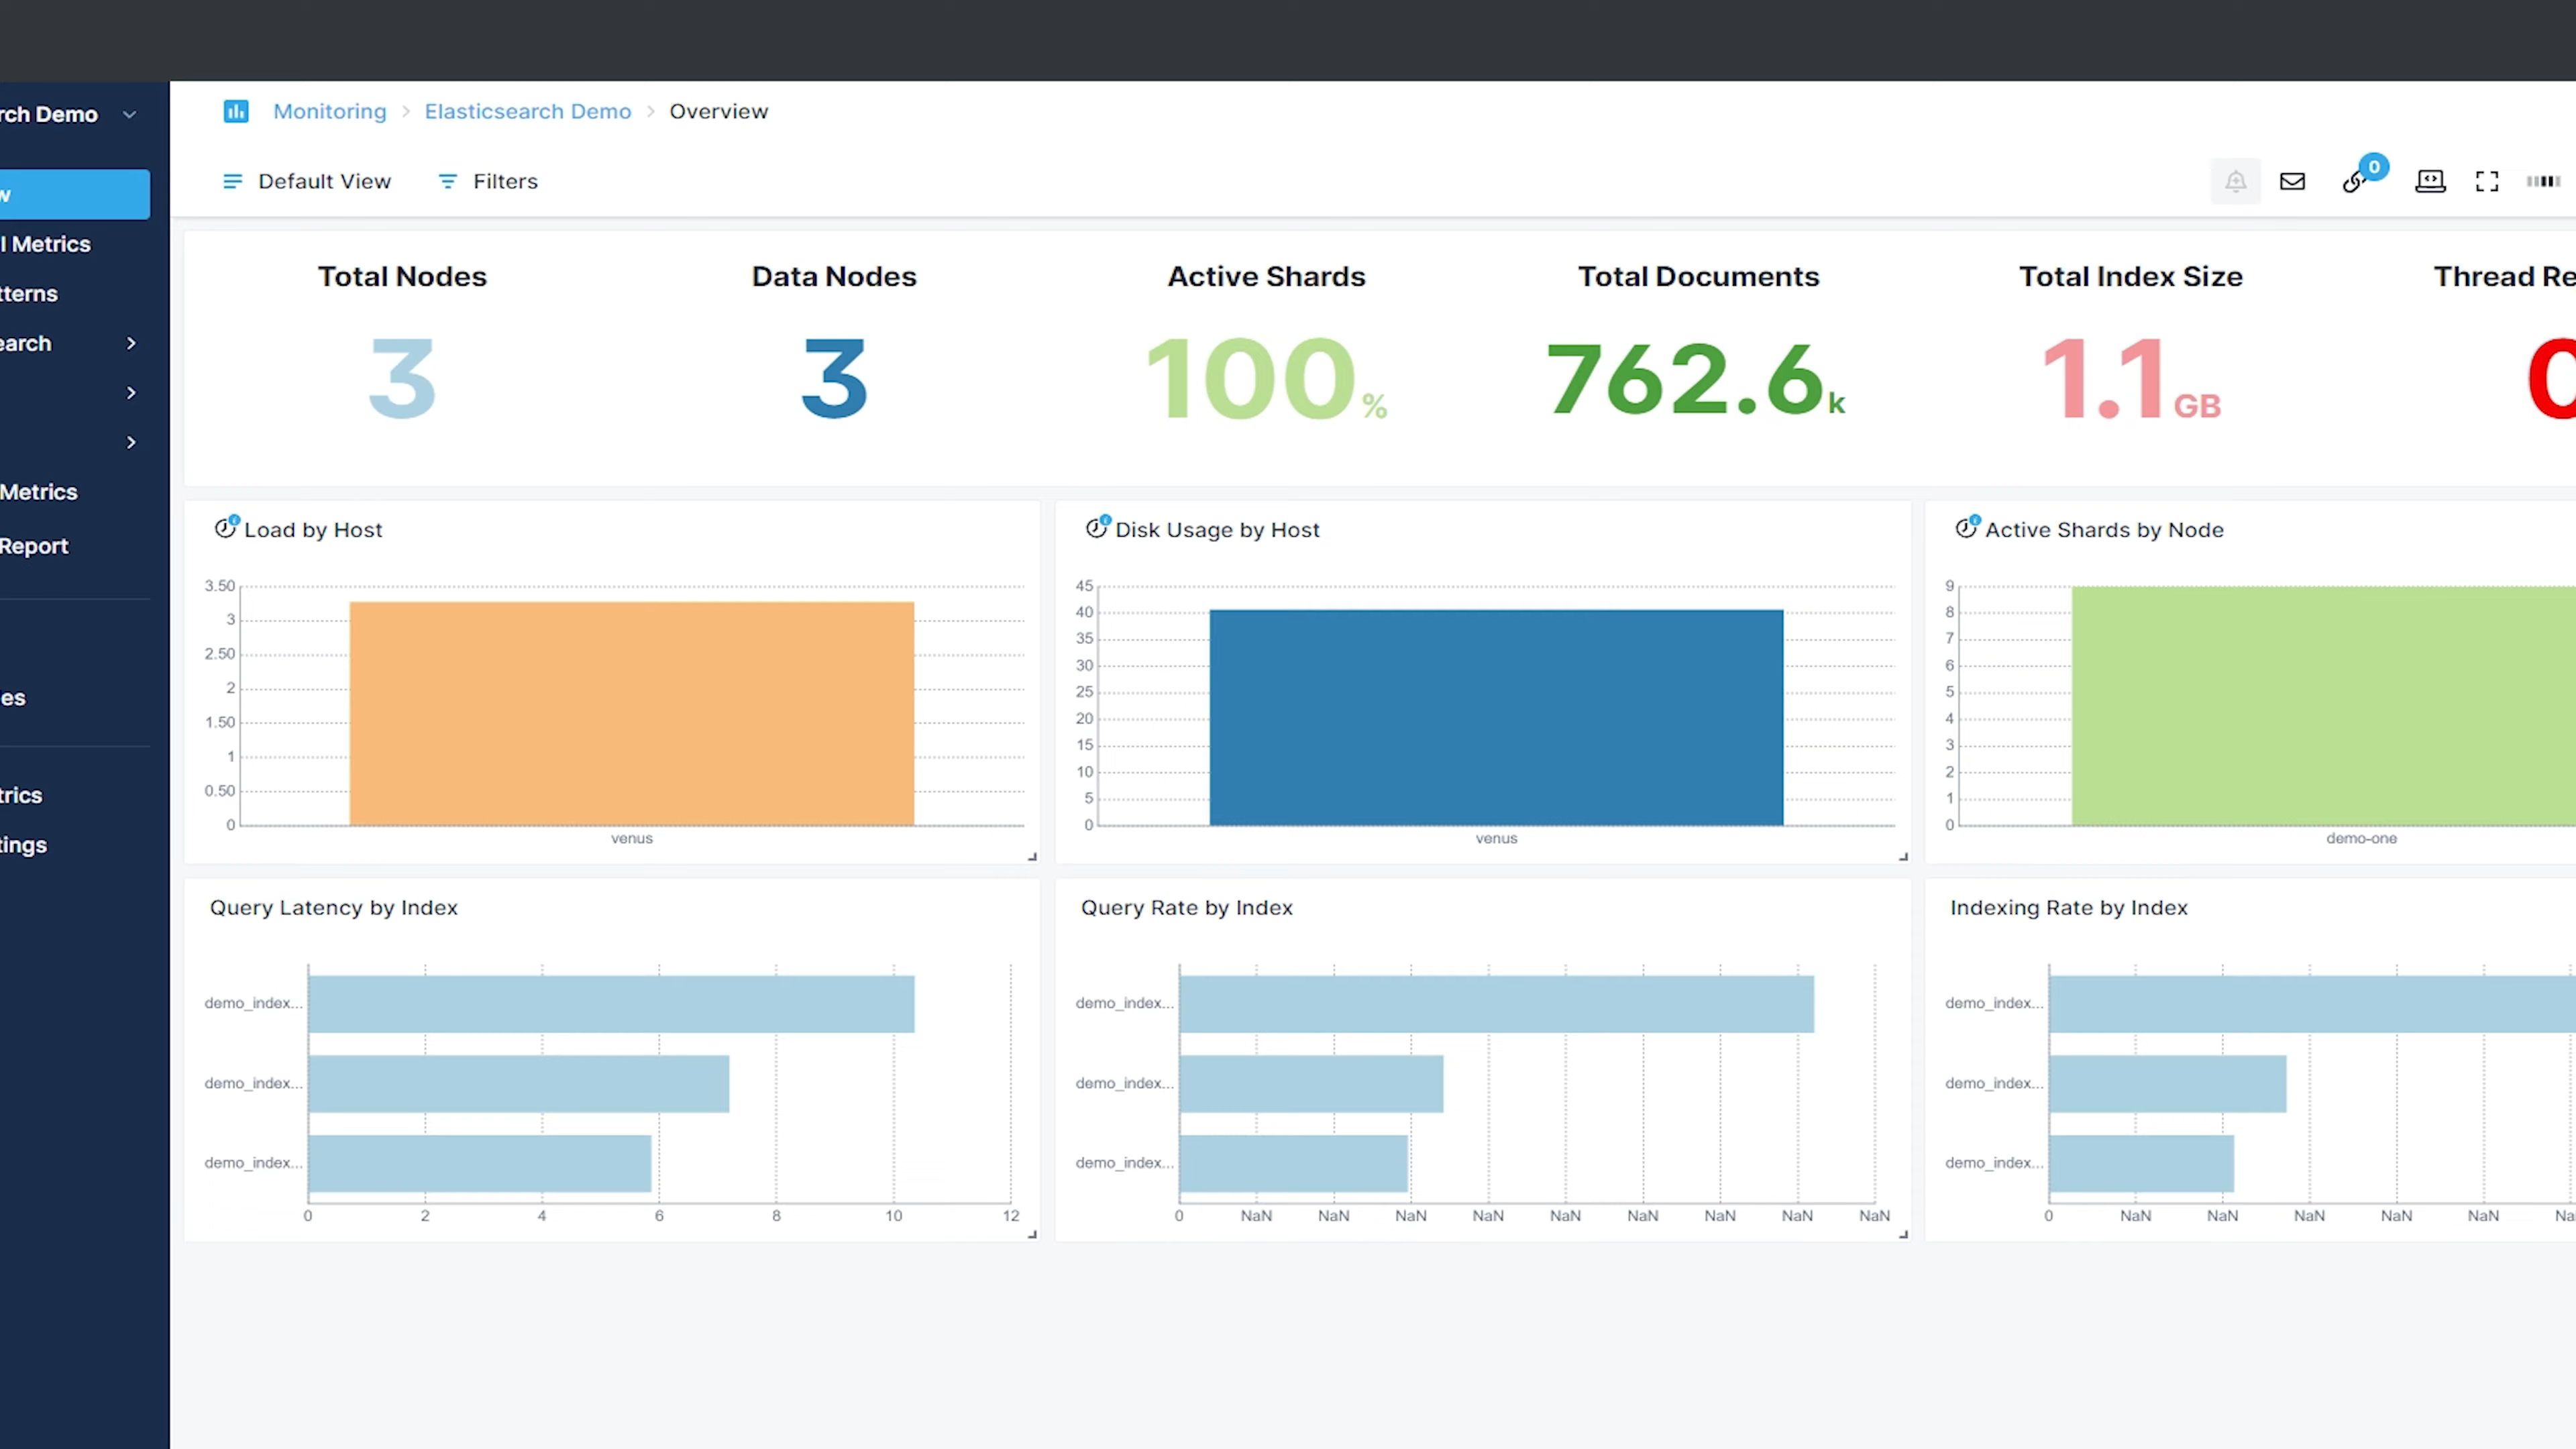 rch Demo
Monitoring > Elasticsearch Demo > Overview
w
Default View
Filters
0
l Metrics
tterns
earch
Metrics
Report
es
trics
tings
Total Nodes
Data Nodes
Active Shards
Total Documents
Total Index Size
Thread Re
3
3
100%
762.6k
1.1GB
0
Load by Host
3.50
3
2.50
2
1.50
1
0.50
0
venus
Disk Usage by Host
45
40
35
30
25
20
15
10
5
0
venus
Active Shards by Node
9
8
7
6
5
4
3
2
1
0
demo-one
Query Latency by Index
demo_index...
demo_index...
demo_index...
0 2 4 6 8 10 12
Query Rate by Index
demo_index...
demo_index...
demo_index...
0 NaN NaN NaN NaN NaN NaN NaN NaN NaN
Indexing Rate by Index
demo_index...
demo_index...
demo_index...
0 NaN NaN NaN NaN NaN Na